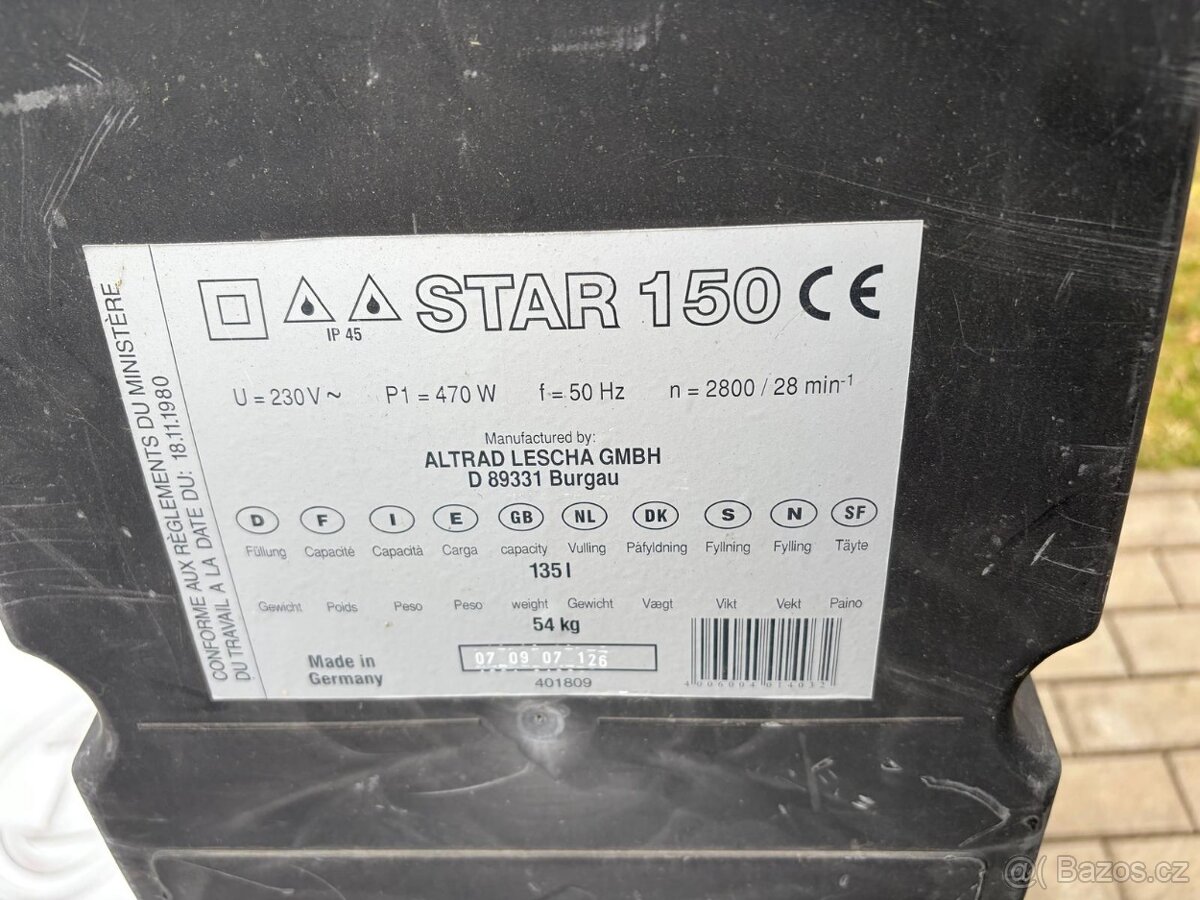 CONFORME AUX RÈGLEMENTS DU MINISTÈRE
DU TRAVAIL A LA DATE DU: 18.11.1980
STAR 150 CE
IP 45
U = 230 V ~ P1 = 470 W f = 50 Hz n = 2800 / 28 min-1
Manufactured by:
ALTRAD LESCHA GMBH
D 89331 Burgau
D F I E GB NL DK S N SF
Füllung Capacité Capacità Carga capacity Vulling Påfyldning Fyllning Fylling Täyte
135 l
Gewicht Poids Peso Peso weight Gewicht Vægt Vikt Vekt Paino
54 kg
Made in
Germany
07 09 07 126
401809
4006004014032
@( Bazos.cz